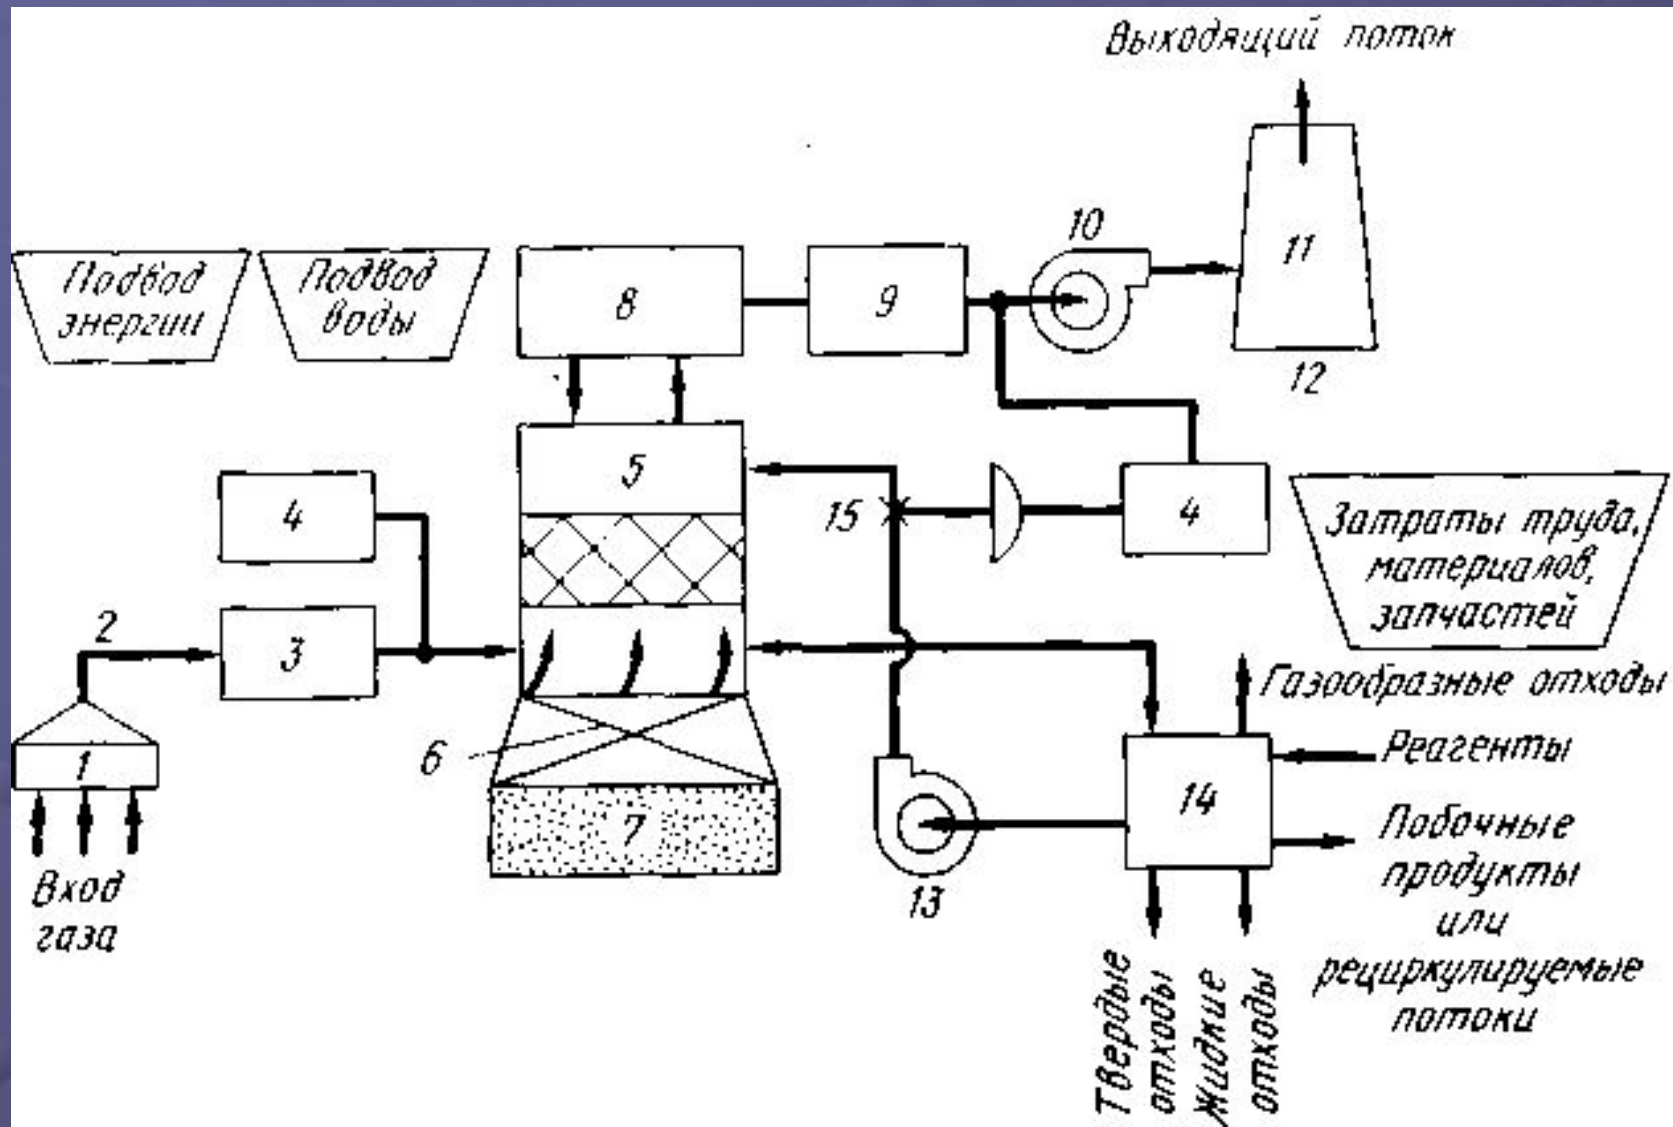 Выходящий поток
10
11
12
Подвод
энергии
Подвод
воды
8
9
5
4
15
4
Затраты труда,
материалов,
запчастей
2
3
1
6
7
Вход
газа
13
14
Газообразные отходы
Реагенты
Побочные
продукты
или
рециркулируемые
потоки
Твердые
отходы
Жидкие
отходы